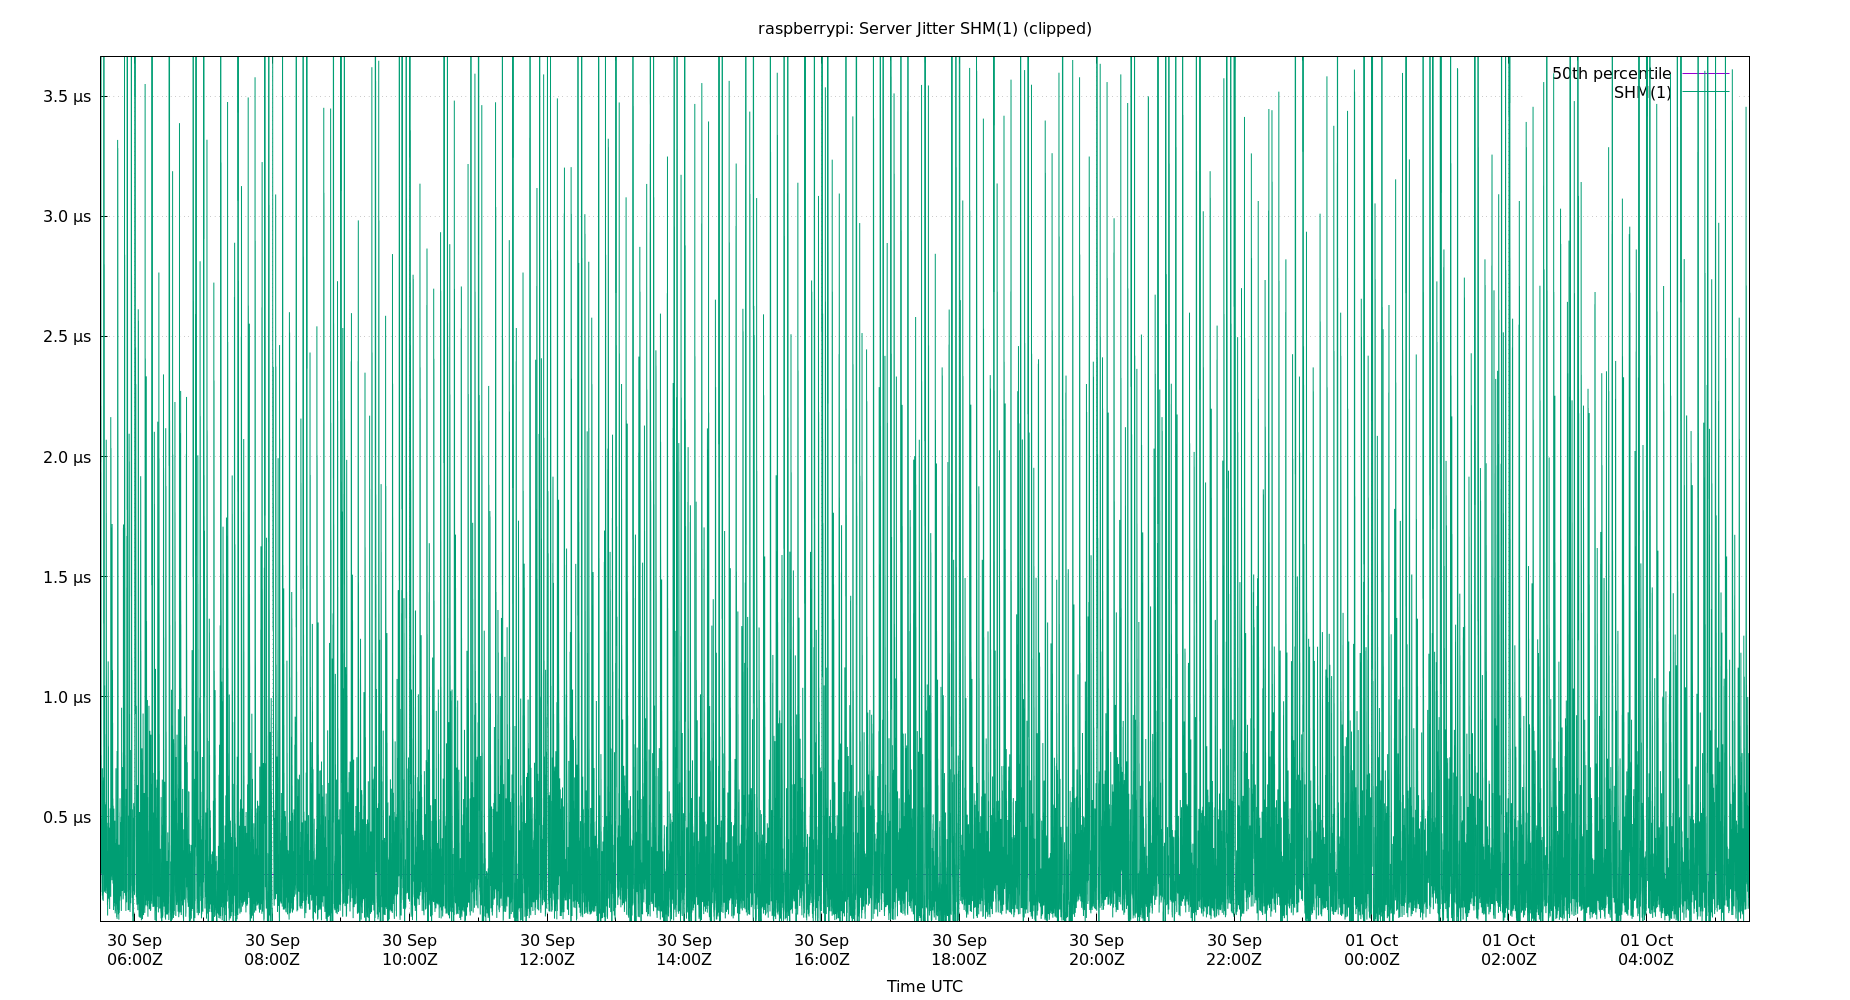 raspberrypi: Server Jitter SHM(1) (clipped)
50th percentile
SHM(1)
3.5 µs
3.0 µs
2.5 µs
2.0 µs
1.5 µs
1.0 µs
0.5 µs
30 Sep 30 Sep 30 Sep 30 Sep 30 Sep 30 Sep 30 Sep 30 Sep 30 Sep 01 Oct 01 Oct 01 Oct
06:00Z 08:00Z 10:00Z 12:00Z 14:00Z 16:00Z 18:00Z 20:00Z 22:00Z 00:00Z 02:00Z 04:00Z
Time UTC